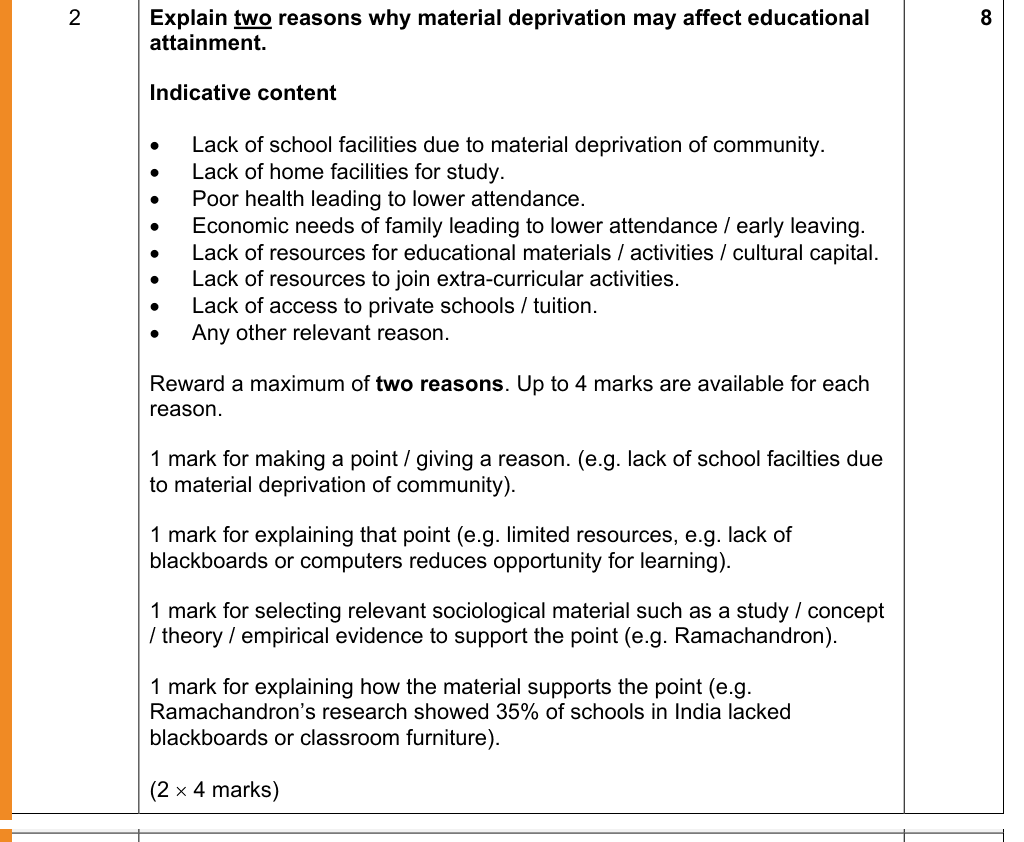 2
Explain two reasons why material deprivation may affect educational
attainment.
8
Indicative content
• Lack of school facilities due to material deprivation of community.
• Lack of home facilities for study.
• Poor health leading to lower attendance.
• Economic needs of family leading to lower attendance / early leaving.
• Lack of resources for educational materials / activities / cultural capital.
• Lack of resources to join extra-curricular activities.
• Lack of access to private schools / tuition.
• Any other relevant reason.
Reward a maximum of two reasons. Up to 4 marks are available for each
reason.
1 mark for making a point / giving a reason. (e.g. lack of school facilties due
to material deprivation of community).
1 mark for explaining that point (e.g. limited resources, e.g. lack of
blackboards or computers reduces opportunity for learning).
1 mark for selecting relevant sociological material such as a study / concept
/ theory / empirical evidence to support the point (e.g. Ramachandron).
1 mark for explaining how the material supports the point (e.g.
Ramachandron's research showed 35% of schools in India lacked
blackboards or classroom furniture).
(2 × 4 marks)